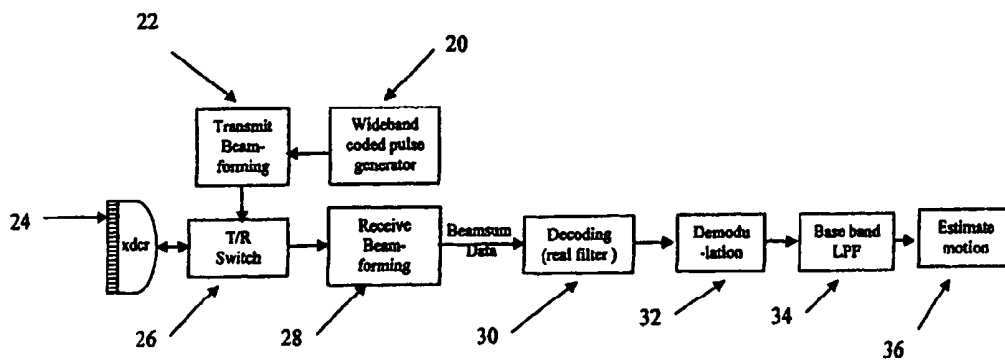 22
20
Transmit
Beam-
forming
Wideband
coded pulse
generator
24
xdcr
T/R
Switch
Receive
Beam-
forming
Beamsum
Data
Decoding
(real filter )
Demodu
-lation
Base band
LPF
Estimate
motion
26
28
30
32
34
36